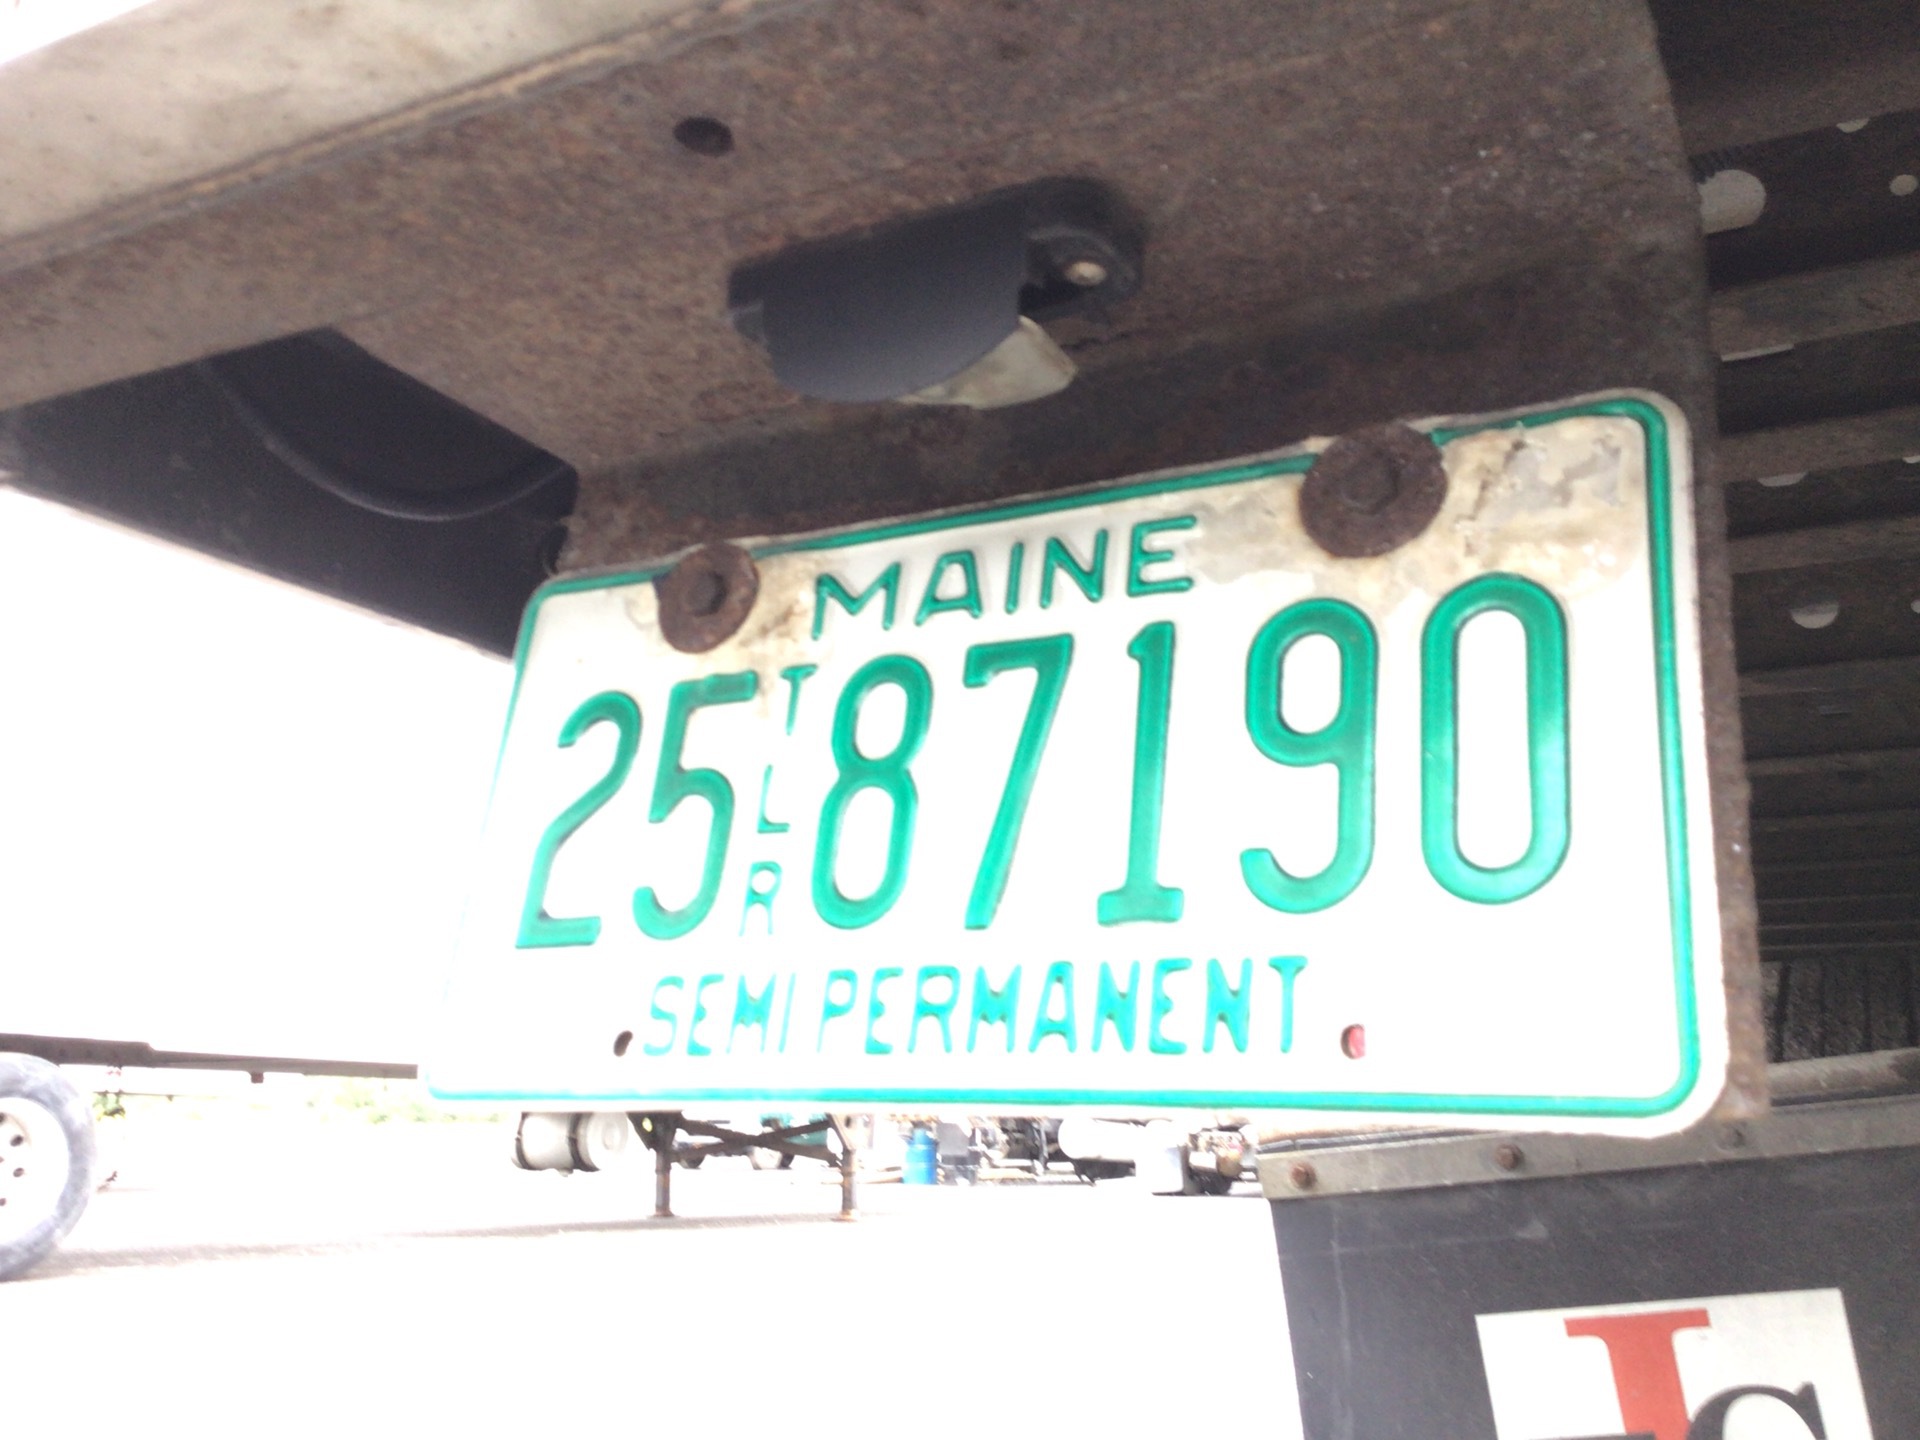 MAINE
25 TLR 87190
SEMI PERMANENT